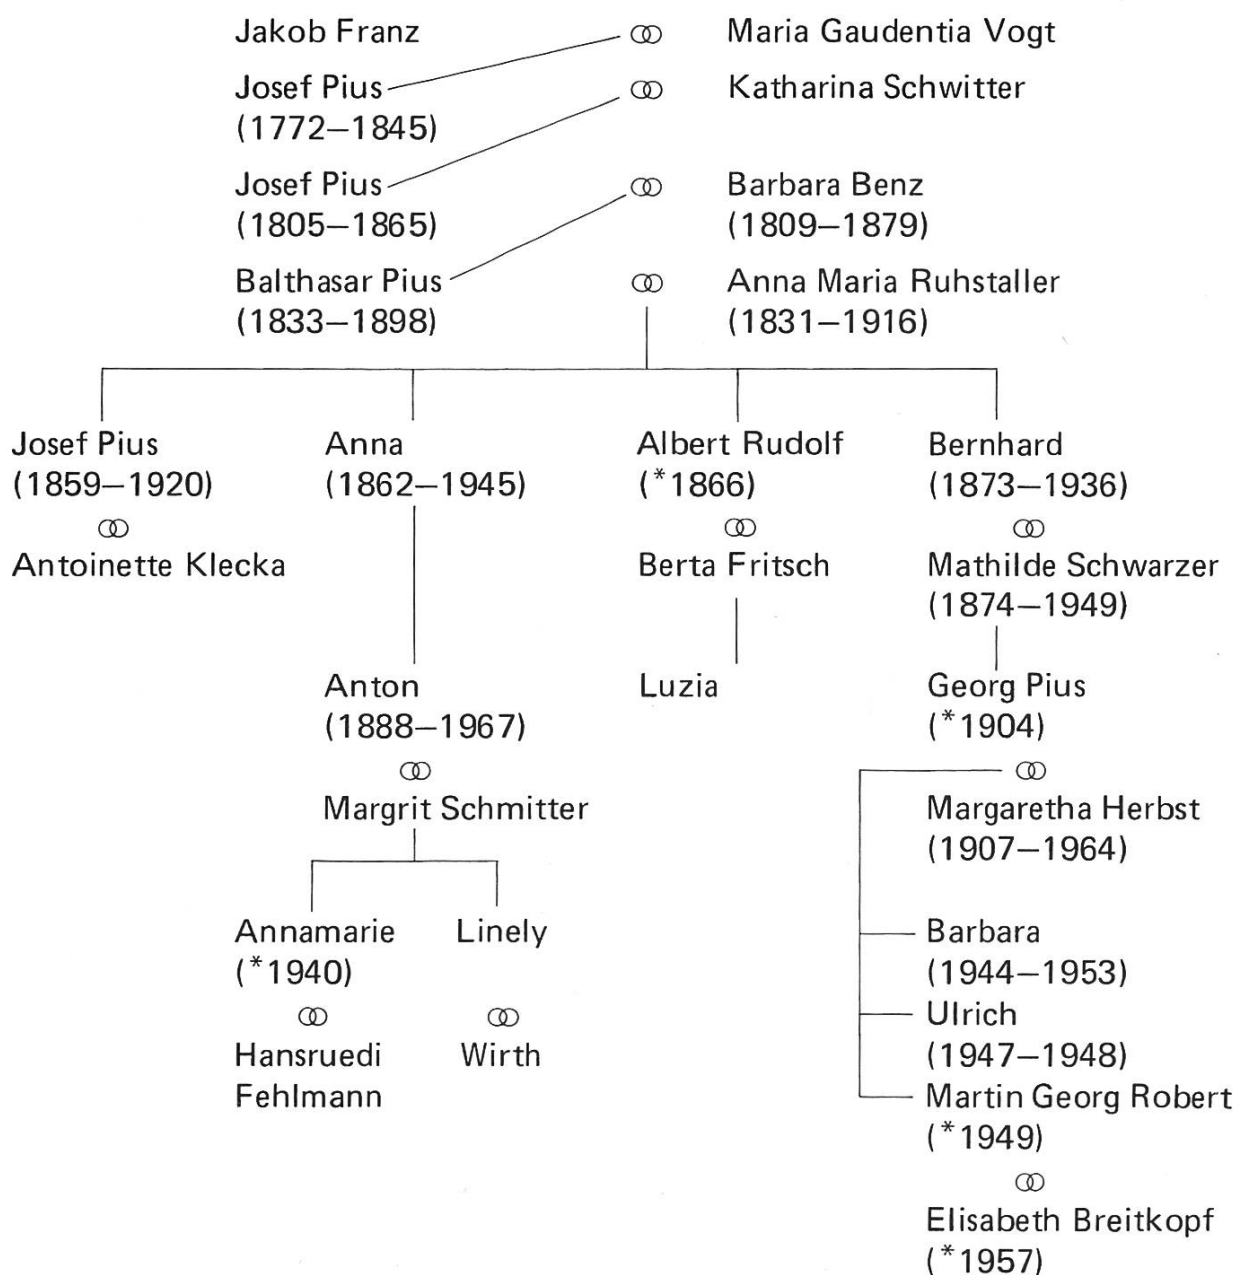 Jakob Franz ⚭ Maria Gaudentia Vogt
Josef Pius ⚭ Katharina Schwitter
(1772–1845)
Josef Pius ⚭ Barbara Benz
(1805–1865) (1809–1879)
Balthasar Pius ⚭ Anna Maria Ruhstaller
(1833–1898) (1831–1916)
Josef Pius Anna Albert Rudolf Bernhard
(1859–1920) (1862–1945) (*1866) (1873–1936)
⚭ ⚭ ⚭
Antoinette Klecka Berta Fritsch Mathilde Schwarzer
(1874–1949)
Anton Luzia Georg Pius
(1888–1967) (*1904)
⚭ ⚭
Margrit Schmitter Margaretha Herbst
(1907–1964)
Annamarie Linely Barbara
(*1940) (1944–1953)
⚭ ⚭ Ulrich
Hansruedi Wirth (1947–1948)
Fehlmann Martin Georg Robert
(*1949)
⚭
Elisabeth Breitkopf
(*1957)